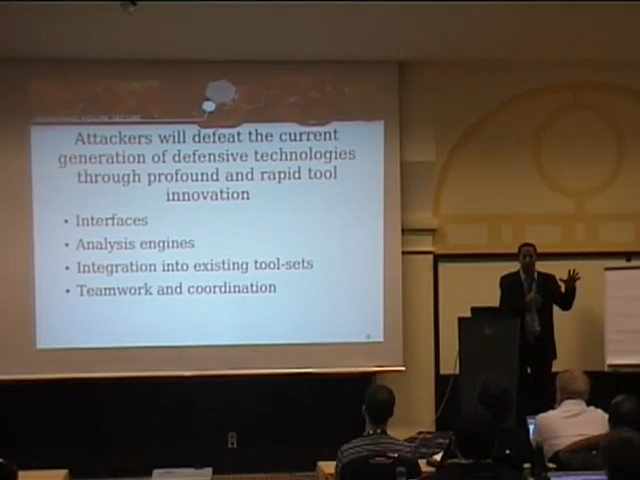 Attackers will defeat the current
generation of defensive technologies
through profound and rapid tool
innovation
• Interfaces
• Analysis engines
• Integration into existing tool-sets
• Teamwork and coordination